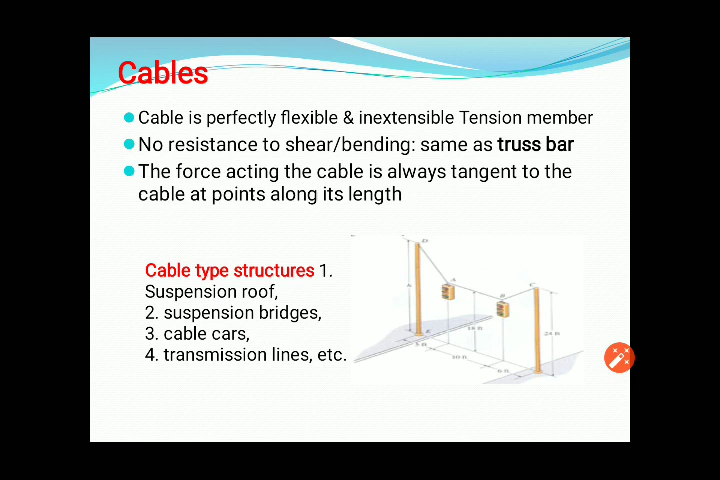 Cables
Cable is perfectly flexible & inextensible Tension member
No resistance to shear/bending: same as truss bar
The force acting the cable is always tangent to the
cable at points along its length
Cable type structures 1.
Suspension roof,
2. suspension bridges,
3. cable cars,
4. transmission lines, etc.
D
A
B
C
E